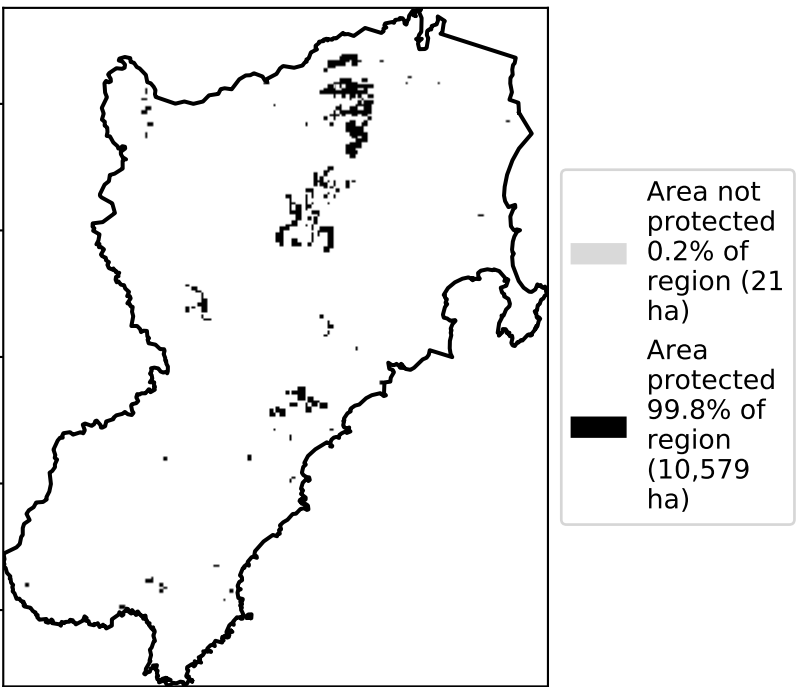 Area not
protected
0.2% of
region (21
ha)
Area
protected
99.8% of
region
(10,579
ha)